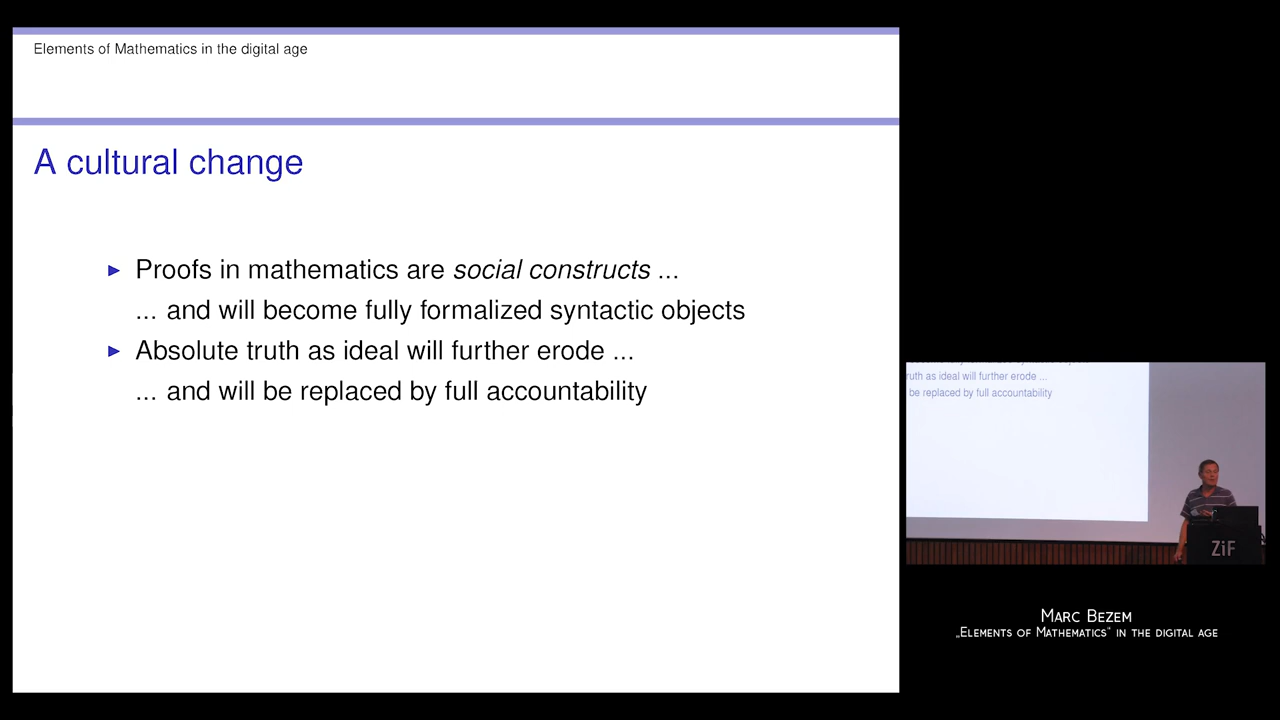 Elements of Mathematics in the digital age
A cultural change
▶ Proofs in mathematics are social constructs ...
... and will become fully formalized syntactic objects
▶ Absolute truth as ideal will further erode ...
... and will be replaced by full accountability
ruth as ideal will further erode ...
be replaced by full accountability
ZiF
Marc Bezem
„Elements of Mathematics“ in the digital age